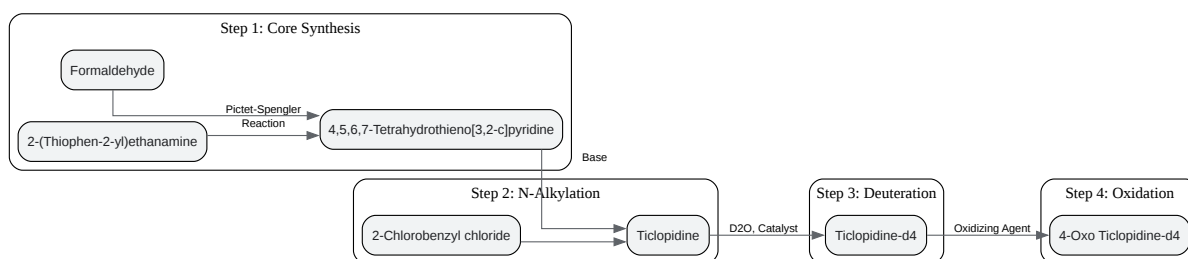 Step 1: Core Synthesis
Formaldehyde
Pictet-Spengler
Reaction
2-(Thiophen-2-yl)ethanamine
4,5,6,7-Tetrahydrothieno[3,2-c]pyridine
Base
Step 2: N-Alkylation
2-Chlorobenzyl chloride
Ticlopidine
D2O, Catalyst
Step 3: Deuteration
Ticlopidine-d4
Oxidizing Agent
Step 4: Oxidation
4-Oxo Ticlopidine-d4